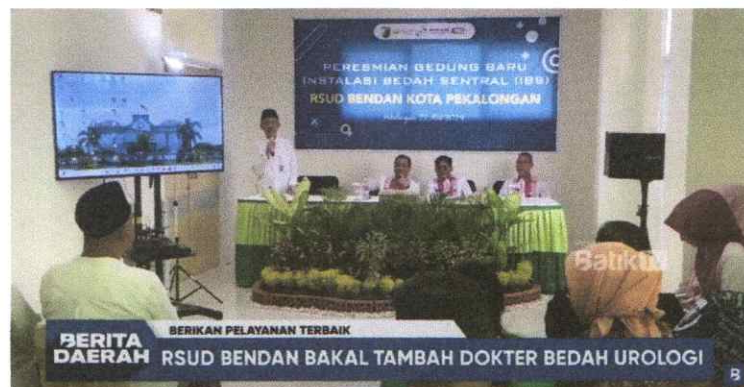 PERESMIAN GEDUNG BARU
INSTALASI BEDAH SENTRAL (IBS)
RSUD BENDAN KOTA PEKALONGAN
BatikTV
BERIKAN PELAYANAN TERBAIK
BERITA
DAERAH
RSUD BENDAN BAKAL TAMBAH DOKTER BEDAH UROLOGI
B